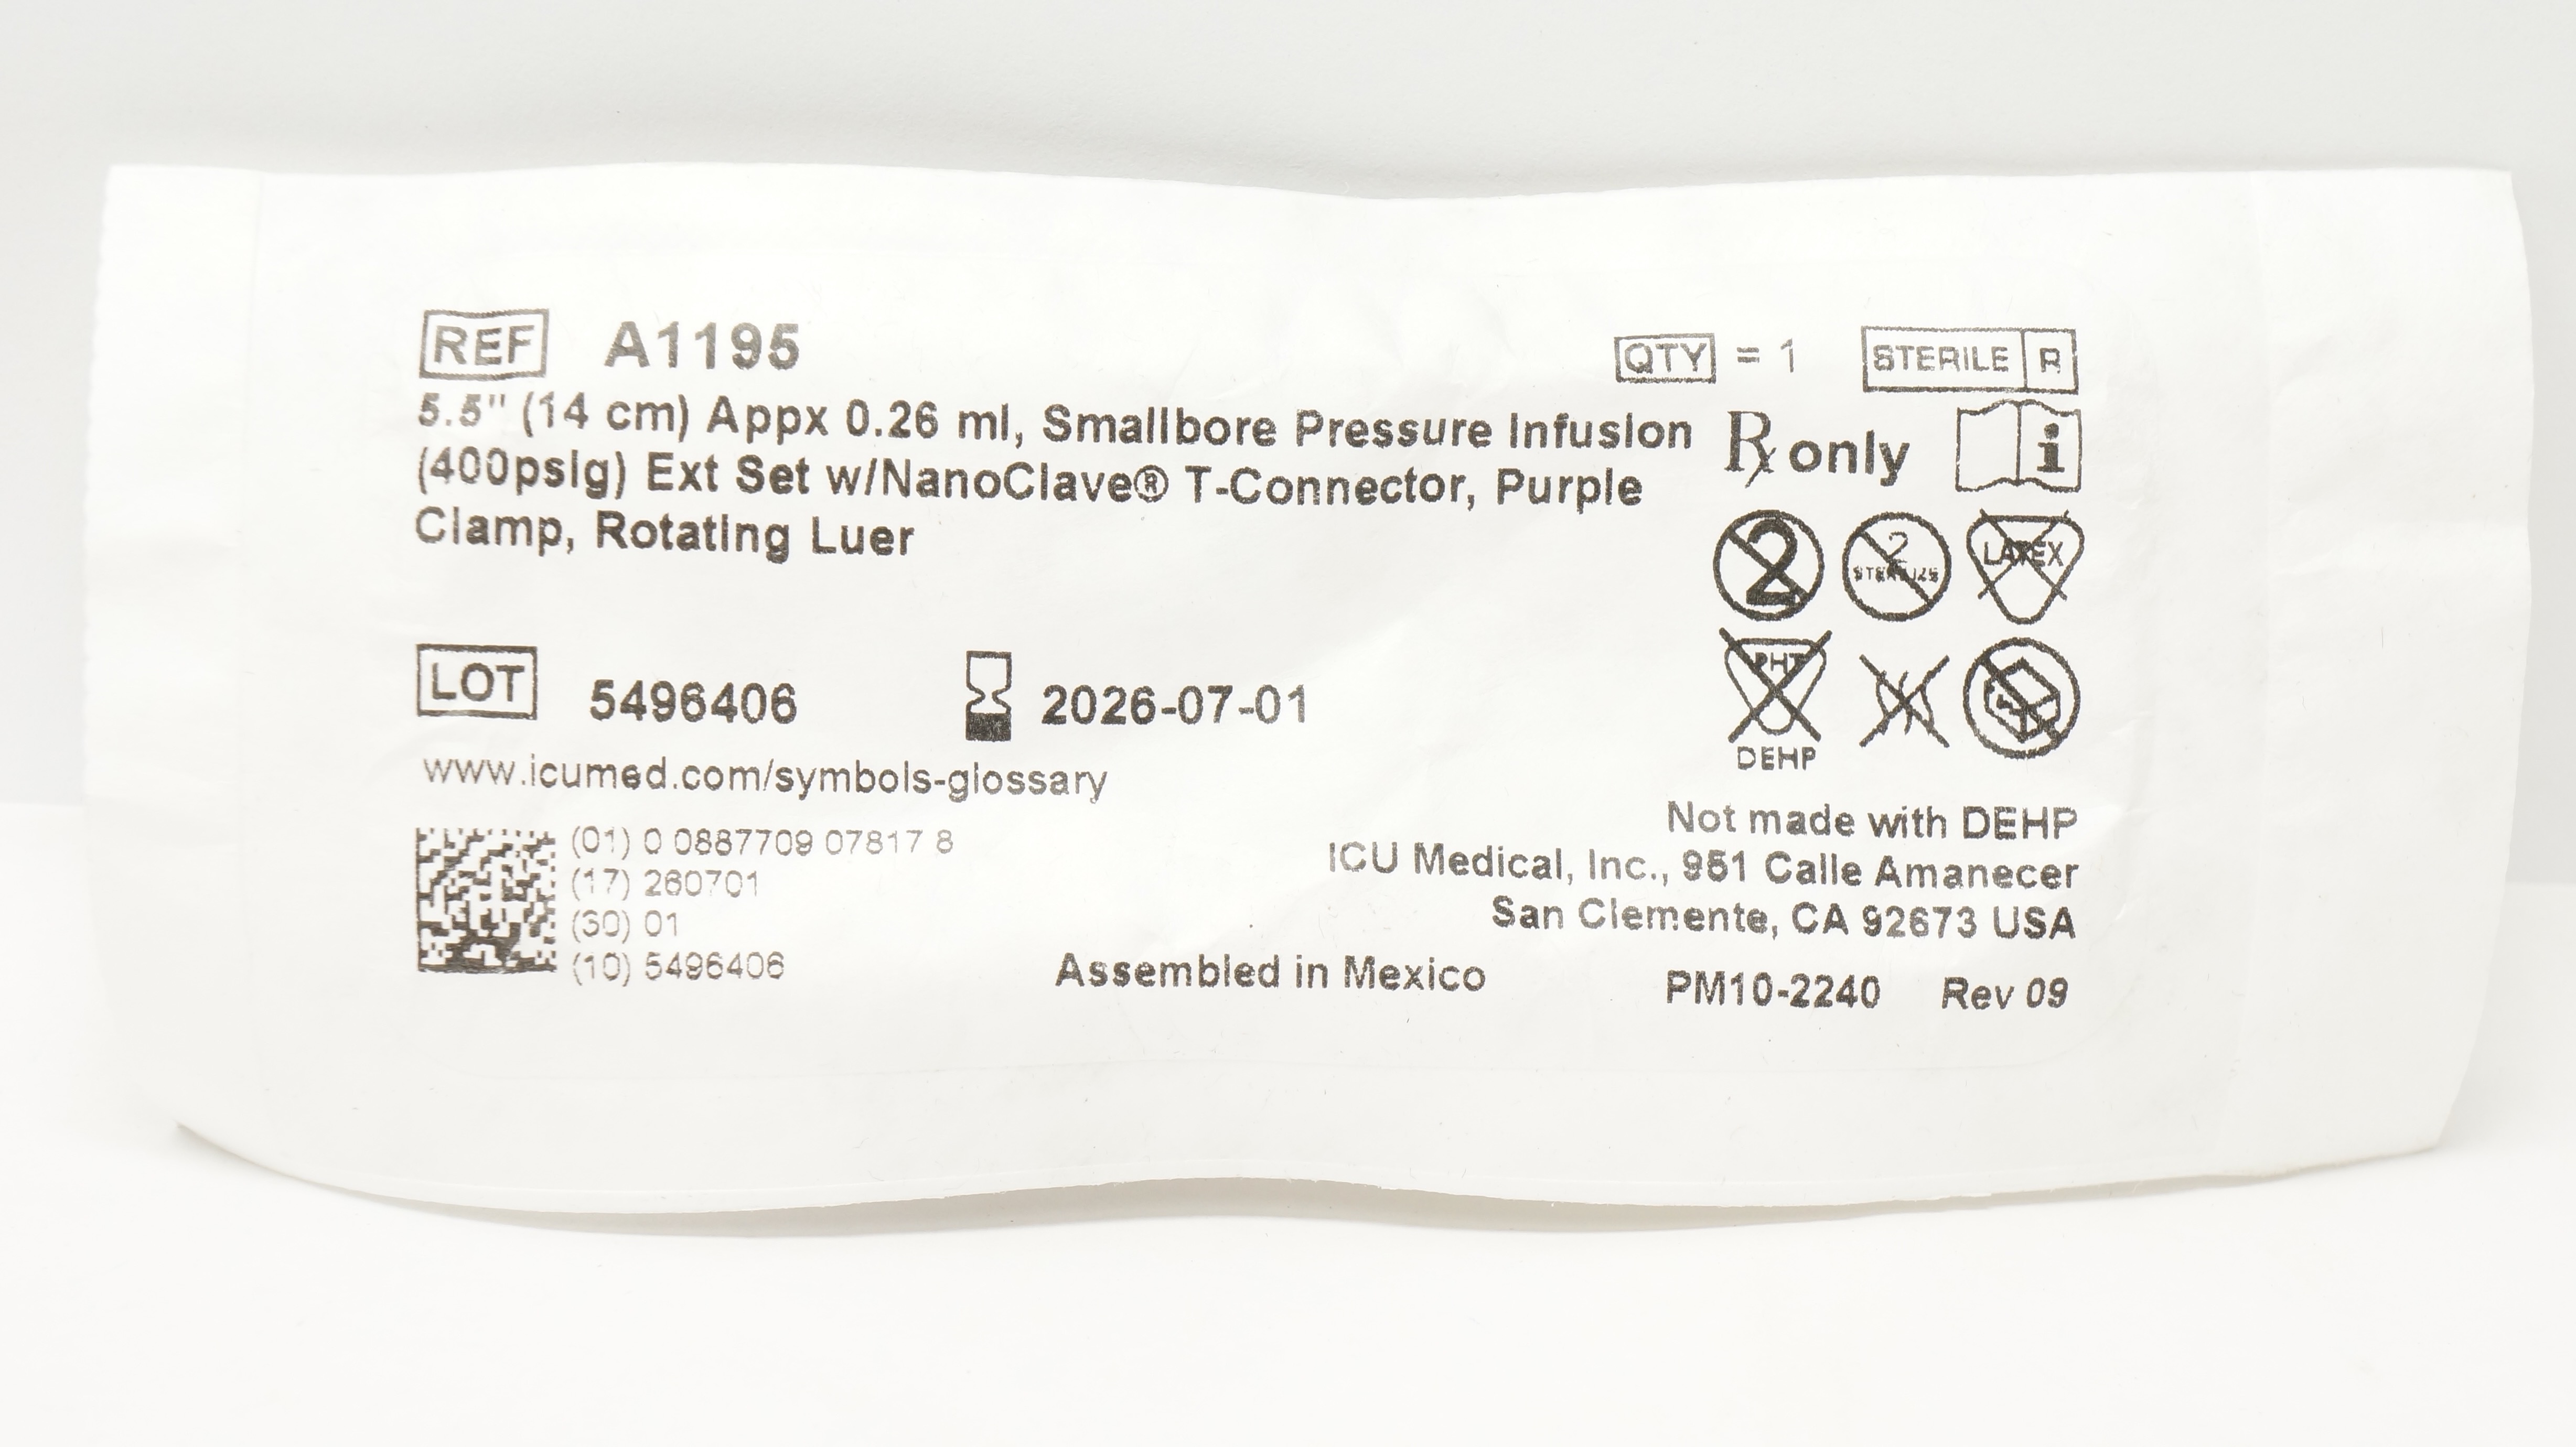 REF A1195
QTY = 1 STERILE R
5.5" (14 cm) Appx 0.26 ml, Smallbore Pressure Infusion
(400psig) Ext Set w/NanoClave® T-Connector, Purple
Clamp, Rotating Luer
Rx only
2 2 STERILIZE LATEX
PHT
DEHP
LOT 5496406 2026-07-01
www.icumed.com/symbols-glossary
(01) 0 0887709 07817 8
(17) 260701
(30) 01
(10) 5496406
Not made with DEHP
ICU Medical, Inc., 951 Calle Amanecer
San Clemente, CA 92673 USA
Assembled in Mexico PM10-2240 Rev 09